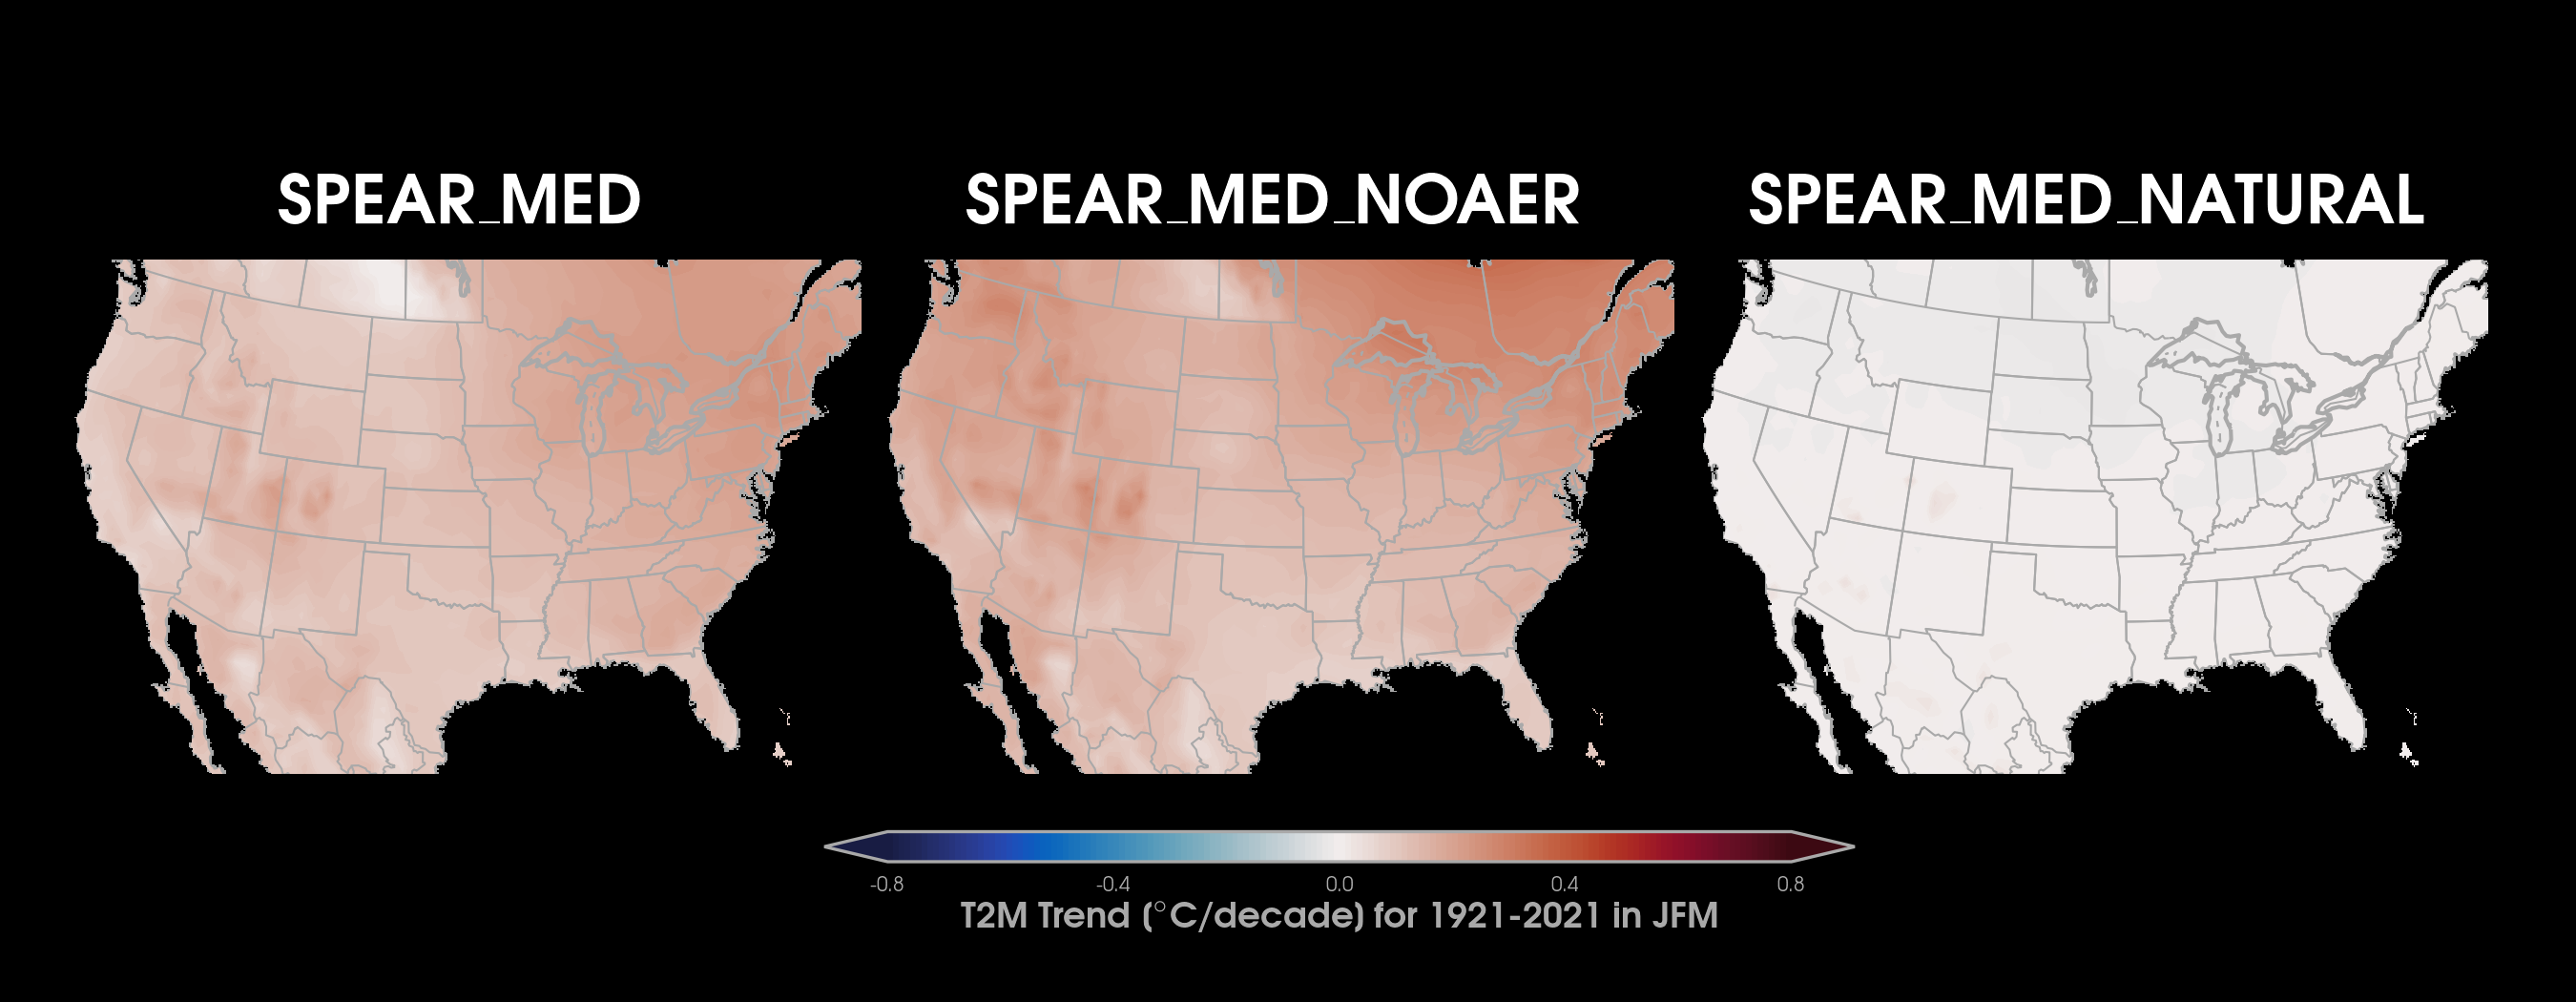 SPEAR_MED
SPEAR_MED_NOAER
SPEAR_MED_NATURAL
-0.8
-0.4
0.0
0.4
0.8
T2M Trend (°C/decade) for 1921-2021 in JFM